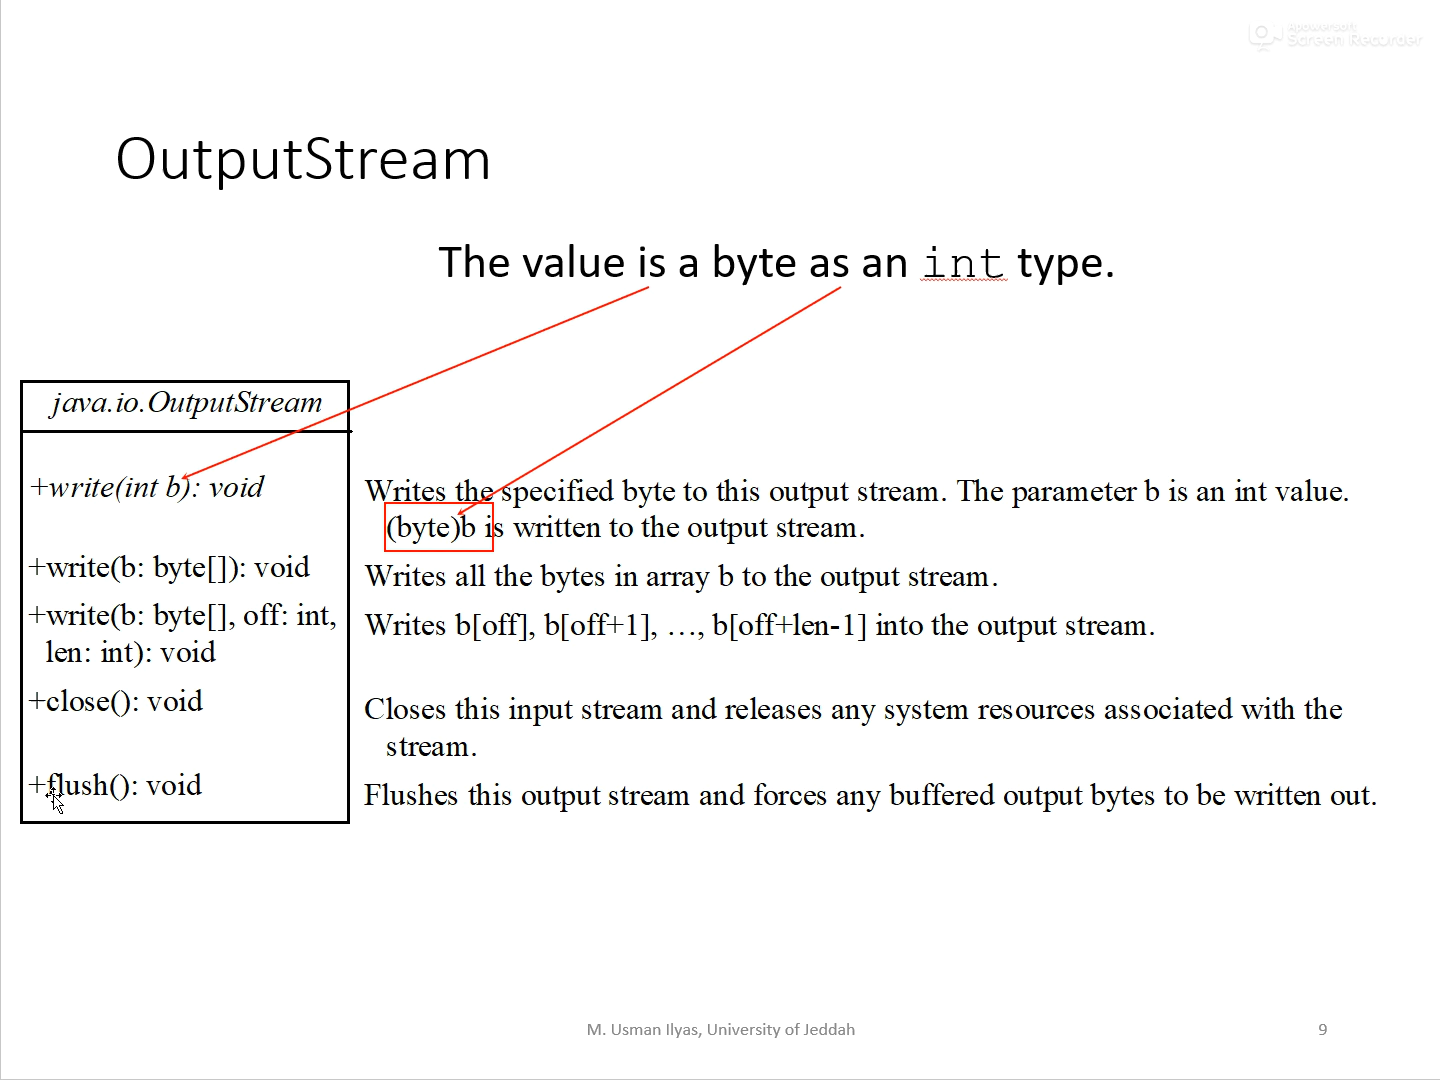 Apowersoft
Screen Recorder
OutputStream
The value is a byte as an int type.
java.io.OutputStream
+write(int b): void
Writes the specified byte to this output stream. The parameter b is an int value.
(byte)b is written to the output stream.
+write(b: byte[]): void
Writes all the bytes in array b to the output stream.
+write(b: byte[], off: int,
len: int): void
Writes b[off], b[off+1], …, b[off+len-1] into the output stream.
+close(): void
Closes this input stream and releases any system resources associated with the
stream.
+flush(): void
Flushes this output stream and forces any buffered output bytes to be written out.
M. Usman Ilyas, University of Jeddah
9